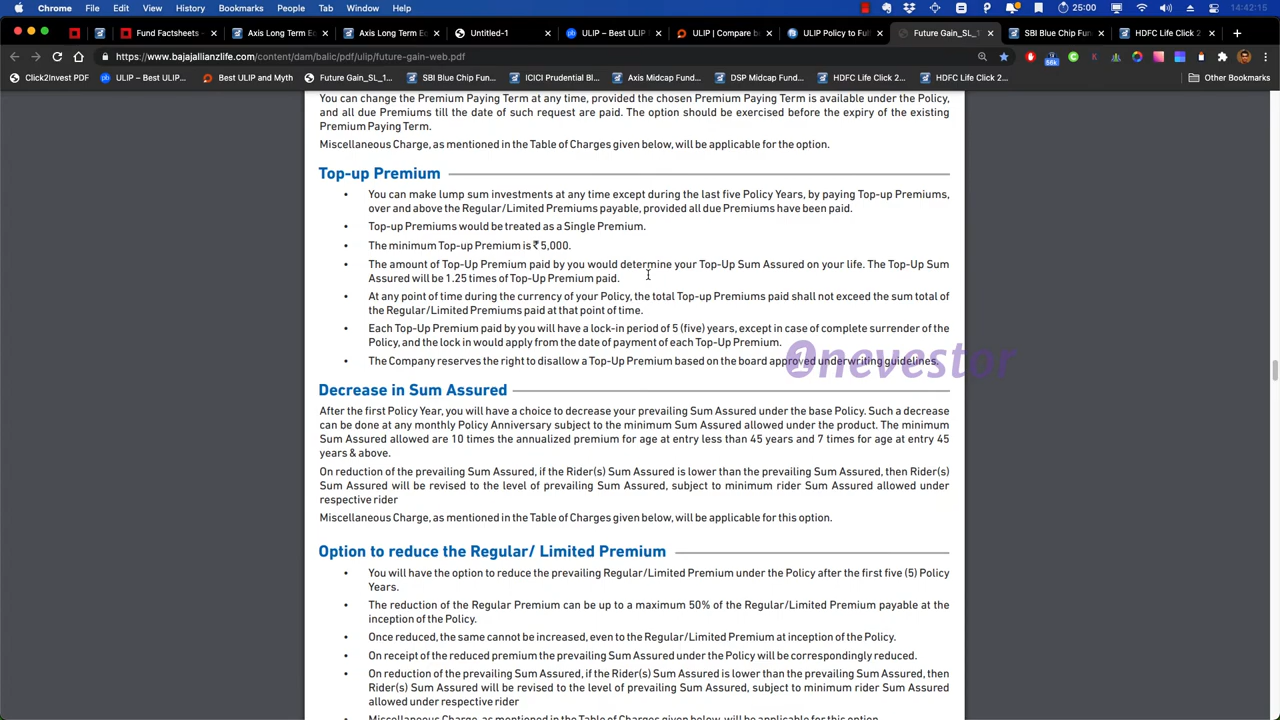 Chrome File Edit View History Bookmarks People Tab Window Help 25:00 14:42:15
Fund Factsheets - Axis Long Term Eq Axis Long Term Ec Untitled-1 ULIP – Best ULIP ULIP | Compare b ULIP Policy to Full Future Gain_SL_1 SBI Blue Chip Fun HDFC Life Click 2
https://www.bajajallianzlife.com/content/dam/balic/pdf/ulip/future-gain-web.pdf 56k
Click2Invest PDF ULIP – Best ULIP... Best ULIP and Myth Future Gain_SL_1... SBI Blue Chip Fun... ICICI Prudential Bl... Axis Midcap Fund... DSP Midcap Fund... HDFC Life Click 2... HDFC Life Click 2... Other Bookmarks
You can change the Premium Paying Term at any time, provided the chosen Premium Paying Term is available under the Policy,
and all due Premiums till the date of such request are paid. The option should be exercised before the expiry of the existing
Premium Paying Term.
Miscellaneous Charge, as mentioned in the Table of Charges given below, will be applicable for the option.
Top-up Premium
• You can make lump sum investments at any time except during the last five Policy Years, by paying Top-up Premiums,
over and above the Regular/Limited Premiums payable, provided all due Premiums have been paid.
• Top-up Premiums would be treated as a Single Premium.
• The minimum Top-up Premium is ₹ 5,000.
• The amount of Top-Up Premium paid by you would determine your Top-Up Sum Assured on your life. The Top-Up Sum
Assured will be 1.25 times of Top-Up Premium paid.
• At any point of time during the currency of your Policy, the total Top-up Premiums paid shall not exceed the sum total of
the Regular/Limited Premiums paid at that point of time.
• Each Top-Up Premium paid by you will have a lock-in period of 5 (five) years, except in case of complete surrender of the
Policy, and the lock in would apply from the date of payment of each Top-Up Premium.
• The Company reserves the right to disallow a Top-Up Premium based on the board approved underwriting guidelines.
@nevestor
Decrease in Sum Assured
After the first Policy Year, you will have a choice to decrease your prevailing Sum Assured under the base Policy. Such a decrease
can be done at any monthly Policy Anniversary subject to the minimum Sum Assured allowed under the product. The minimum
Sum Assured allowed are 10 times the annualized premium for age at entry less than 45 years and 7 times for age at entry 45
years & above.
On reduction of the prevailing Sum Assured, if the Rider(s) Sum Assured is lower than the prevailing Sum Assured, then Rider(s)
Sum Assured will be revised to the level of prevailing Sum Assured, subject to minimum rider Sum Assured allowed under
respective rider
Miscellaneous Charge, as mentioned in the Table of Charges given below, will be applicable for this option.
Option to reduce the Regular/ Limited Premium
• You will have the option to reduce the prevailing Regular/Limited Premium under the Policy after the first five (5) Policy
Years.
• The reduction of the Regular Premium can be up to a maximum 50% of the Regular/Limited Premium payable at the
inception of the Policy.
• Once reduced, the same cannot be increased, even to the Regular/Limited Premium at inception of the Policy.
• On receipt of the reduced premium the prevailing Sum Assured under the Policy will be correspondingly reduced.
• On reduction of the prevailing Sum Assured, if the Rider(s) Sum Assured is lower than the prevailing Sum Assured, then
Rider(s) Sum Assured will be revised to the level of prevailing Sum Assured, subject to minimum rider Sum Assured
allowed under respective rider
• Miscellaneous Charge, as mentioned in the Table of Charges given below, will be applicable for this option.